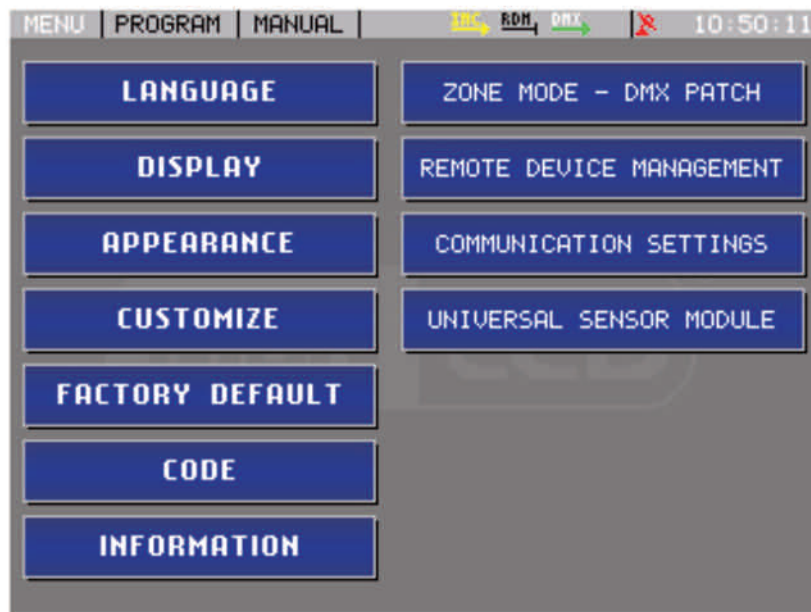 MENU PROGRAM MANUAL RDM DMX 10:50:11
LANGUAGE
DISPLAY
APPEARANCE
CUSTOMIZE
FACTORY DEFAULT
CODE
INFORMATION
ZONE MODE - DMX PATCH
REMOTE DEVICE MANAGEMENT
COMMUNICATION SETTINGS
UNIVERSAL SENSOR MODULE